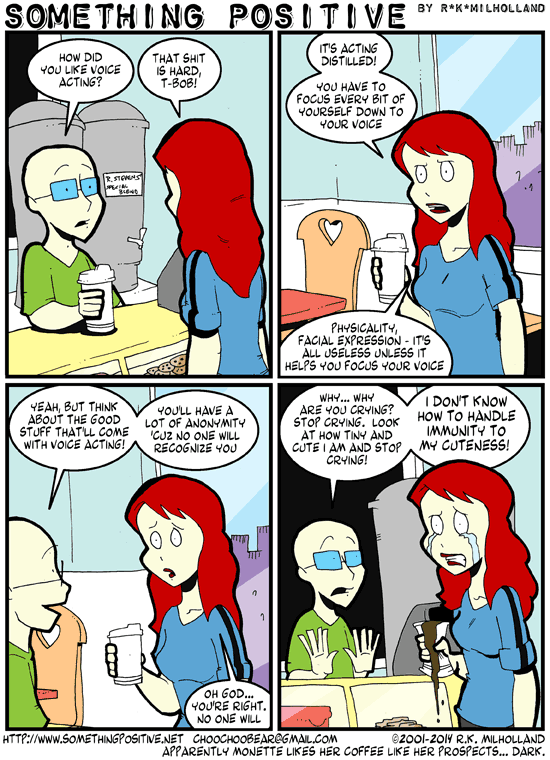 SOMETHING POSITIVE BY R*K*MILHOLLAND
HOW DID
YOU LIKE VOICE
ACTING?
THAT SHIT
IS HARD,
T-BOB!
R. STEVENS
SPECIAL
BLEND
IT'S ACTING
DISTILLED!
YOU HAVE TO
FOCUS EVERY BIT OF
YOURSELF DOWN TO
YOUR VOICE
PHYSICALITY,
FACIAL EXPRESSION - IT'S
ALL USELESS UNLESS IT
HELPS YOU FOCUS YOUR VOICE
YEAH, BUT THINK
ABOUT THE GOOD
STUFF THAT'LL COME
WITH VOICE ACTING!
YOU'LL HAVE A
LOT OF ANONYMITY
'CUZ NO ONE WILL
RECOGNIZE YOU
OH GOD...
YOU'RE RIGHT.
NO ONE WILL
WHY... WHY
ARE YOU CRYING?
STOP CRYING. LOOK
AT HOW TINY AND
CUTE I AM AND STOP
CRYING!
I DON'T KNOW
HOW TO HANDLE
IMMUNITY TO
MY CUTENESS!
HTTP://WWW.SOMETHINGPOSITIVE.NET CHOOCHOOBEAR@GMAIL.COM ©2001-2014 R.K. MILHOLLAND
APPARENTLY MONETTE LIKES HER COFFEE LIKE HER PROSPECTS... DARK.